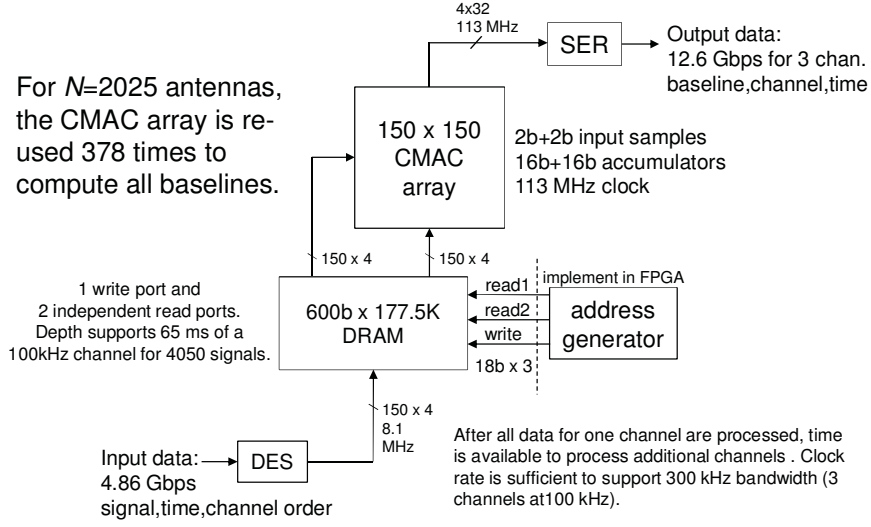 4x32
113 MHz
SER
Output data:
12.6 Gbps for 3 chan.
baseline,channel,time
For N=2025 antennas,
the CMAC array is re-
used 378 times to
compute all baselines.
150 x 150
CMAC
array
2b+2b input samples
16b+16b accumulators
113 MHz clock
150 x 4
150 x 4
1 write port and
2 independent read ports.
Depth supports 65 ms of a
100kHz channel for 4050 signals.
600b x 177.5K
DRAM
read1
read2
write
18b x 3
implement in FPGA
address
generator
150 x 4
8.1
MHz
Input data:
4.86 Gbps
signal,time,channel order
DES
After all data for one channel are processed, time
is available to process additional channels . Clock
rate is sufficient to support 300 kHz bandwidth (3
channels at100 kHz).